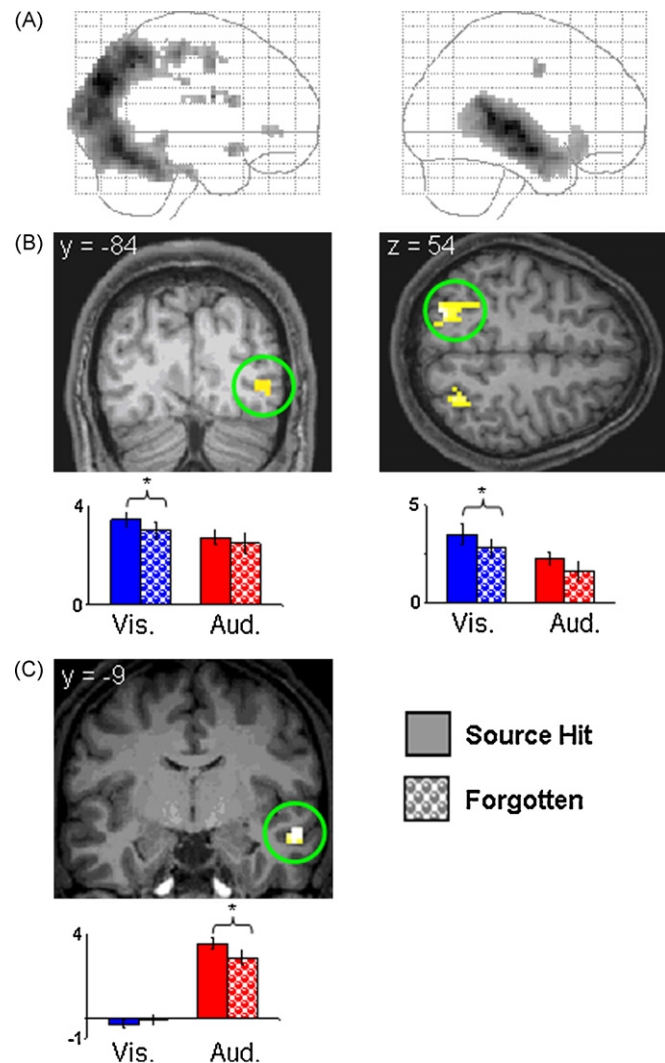 (A)
(B)
y = -84
z = 54
*
4
0
Vis. Aud.
*
5
0
Vis. Aud.
(C)
y = -9
Source Hit
Forgotten
*
4
-1
Vis. Aud.